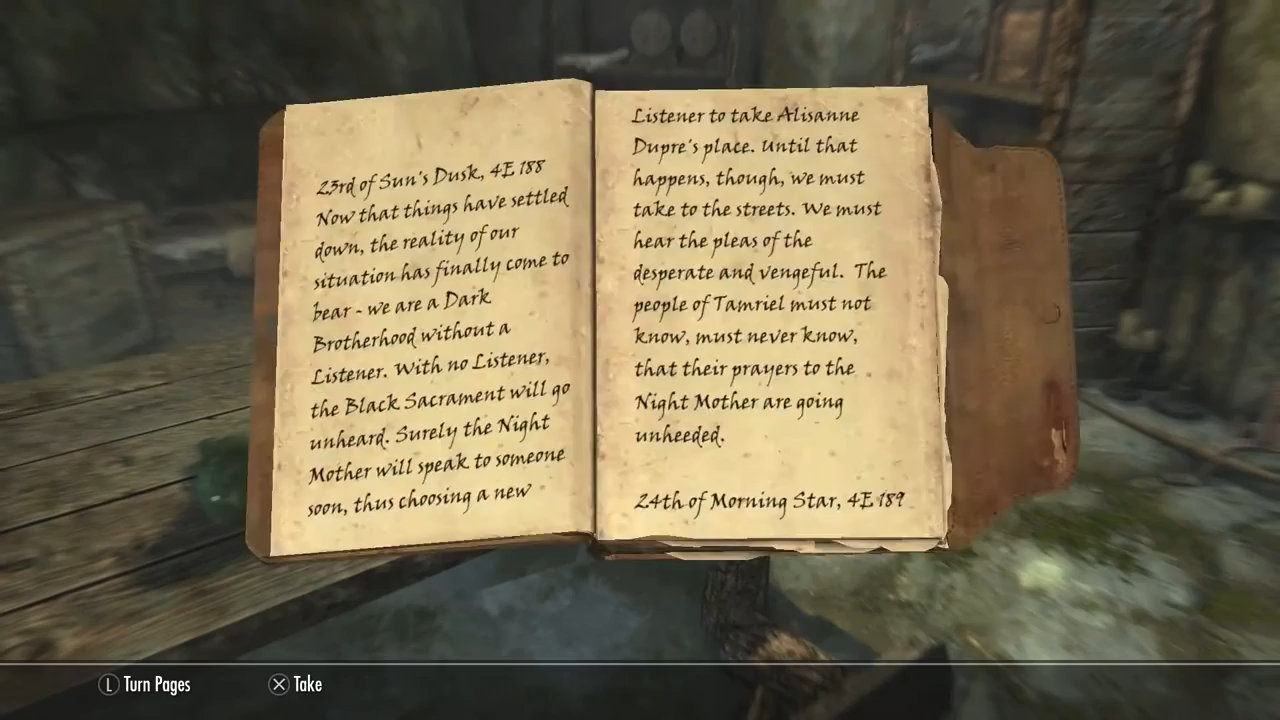 23rd of Sun's Dusk, 4E 188
Now that things have settled
down, the reality of our
situation has finally come to
bear - we are a Dark
Brotherhood without a
Listener. With no Listener,
the Black Sacrament will go
unheard. Surely the Night
Mother will speak to someone
soon, thus choosing a new
Listener to take Alisanne
Dupre's place. Until that
happens, though, we must
take to the streets. We must
hear the pleas of the
desperate and vengeful. The
people of Tamriel must not
know, must never know,
that their prayers to the
Night Mother are going
unheeded.
24th of Morning Star, 4E 189
L Turn Pages
X Take